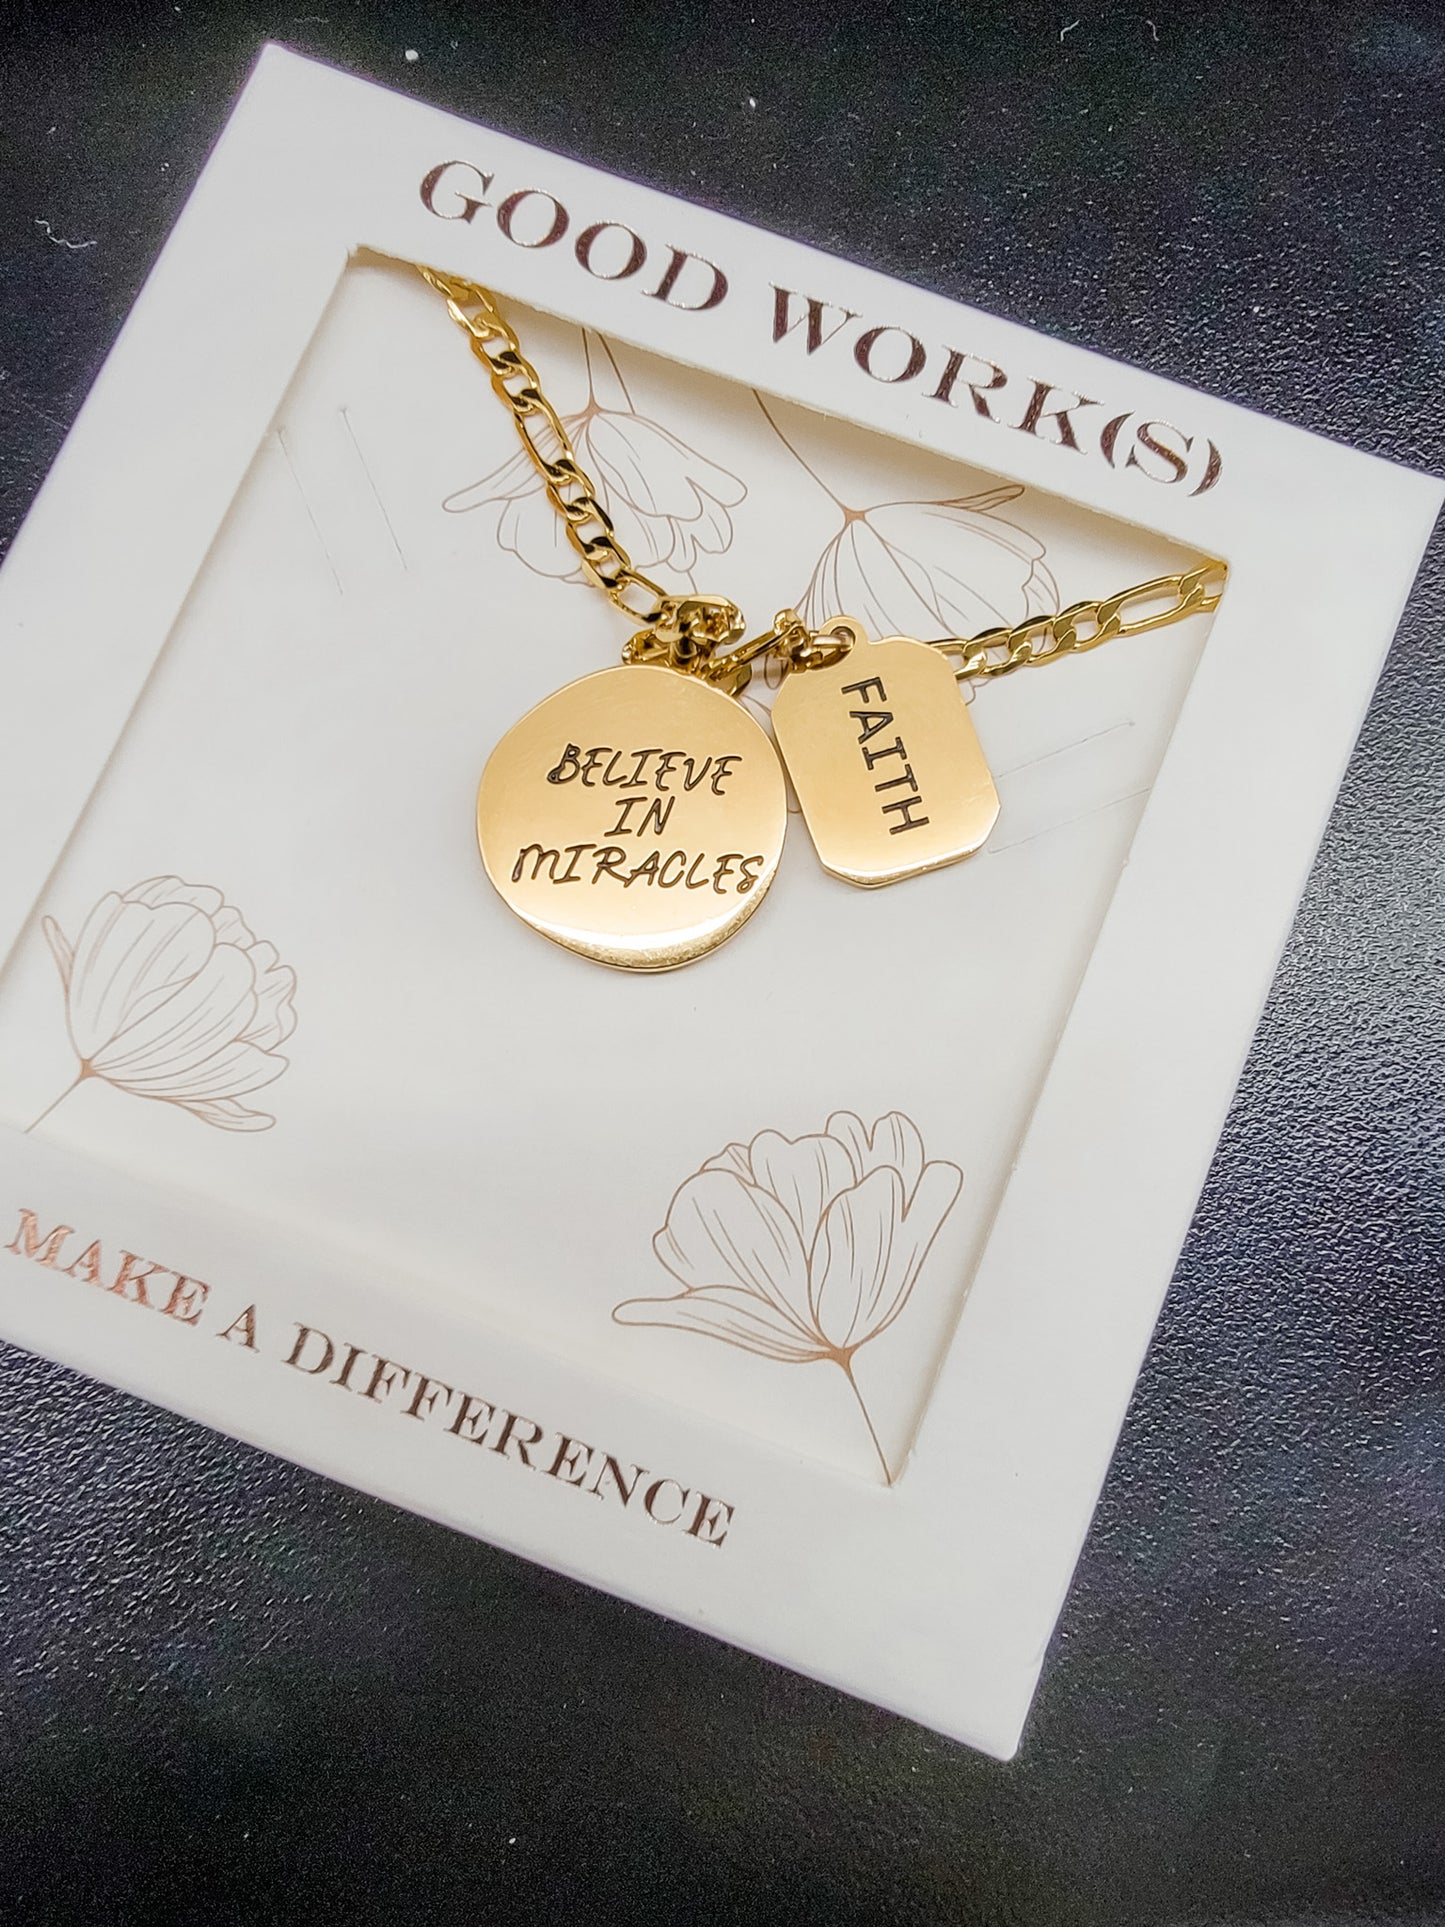 GOOD WORK(S)
BELIEVE
IN
MIRACLES
FAITH
MAKE A DIFFERENCE